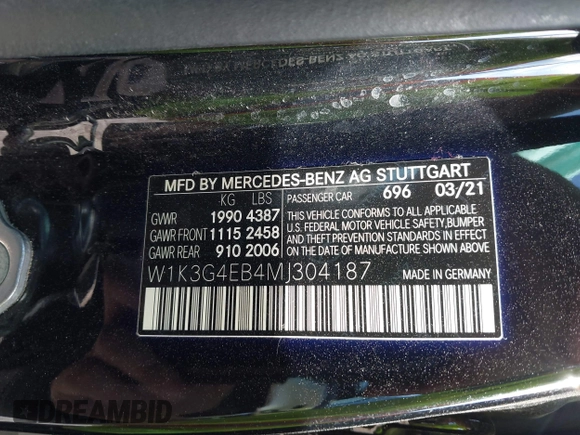 MFD BY MERCEDES-BENZ AG STUTTGART
KG LBS PASSENGER CAR 696 03/21
GVWR 1990 4387
GAWR FRONT 1115 2458
GAWR REAR 910 2006
THIS VEHICLE CONFORMS TO ALL APPLICABLE
U.S. FEDERAL MOTOR VEHICLE SAFETY, BUMPER
AND THEFT PREVENTION STANDARDS IN EFFECT
ON THE DATE OF MANUFACTURE SHOWN ABOVE.
W1K3G4EB4MJ304187 MADE IN GERMANY
DREAMBID